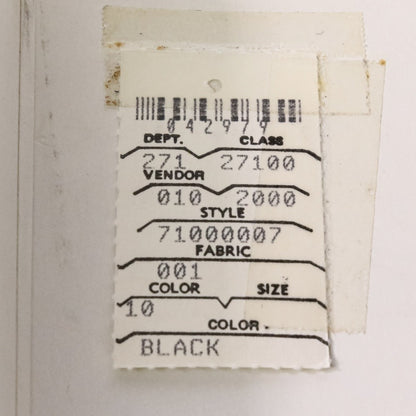 042979
DEPT. CLASS
271 27100
VENDOR
010 2000
STYLE
71000007
FABRIC
001
COLOR SIZE
10
COLOR
BLACK